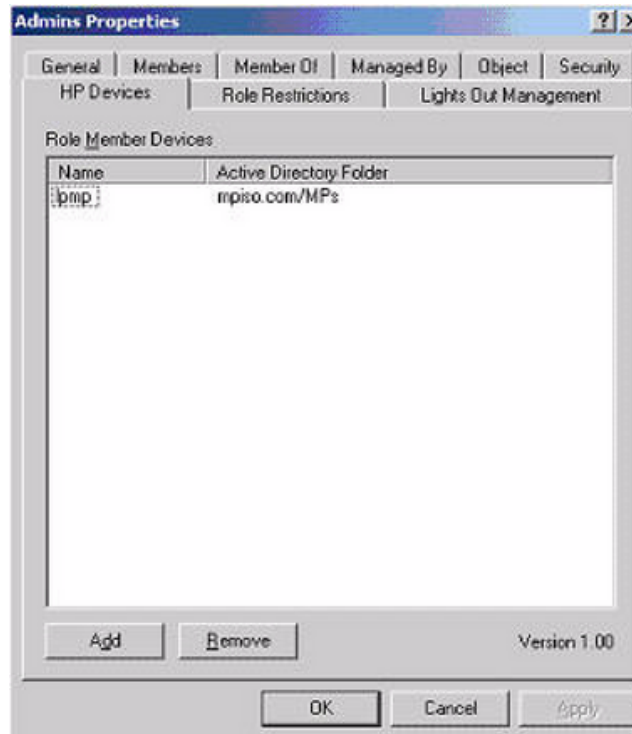 Admins Properties
General Members Member Of Managed By Object Security
HP Devices Role Restrictions Lights Out Management
Role Member Devices
Name Active Directory Folder
lpmp mpiso.com/MPs
Add Remove Version 1.00
OK Cancel Apply